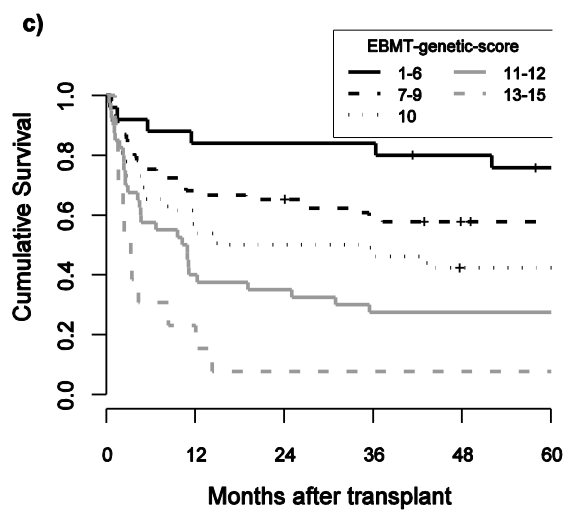 c)
EBMT-genetic-score
1-6 11-12
7-9 13-15
10
Cumulative Survival
1.0
0.8
0.6
0.4
0.2
0.0
0 12 24 36 48 60
Months after transplant